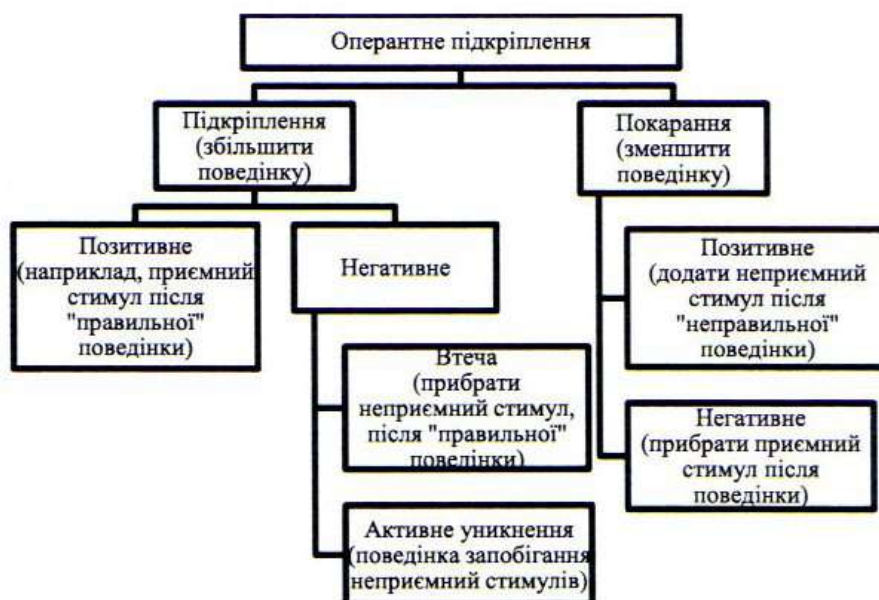 Оперантне підкріплення
Підкріплення
(збільшити
поведінку)
Покарання
(зменшити
поведінку)
Позитивне
(наприклад, приємний
стимул після
"правильної"
поведінки)
Негативне
Втеча
(прибрати
неприємний стимул,
після "правильної"
поведінки)
Активне уникнення
(поведінка запобігання
неприємний стимулів)
Позитивне
(додати неприємний
стимул після
"неправильної"
поведінки)
Негативне
(прибрати приємний
стимул після
поведінки)